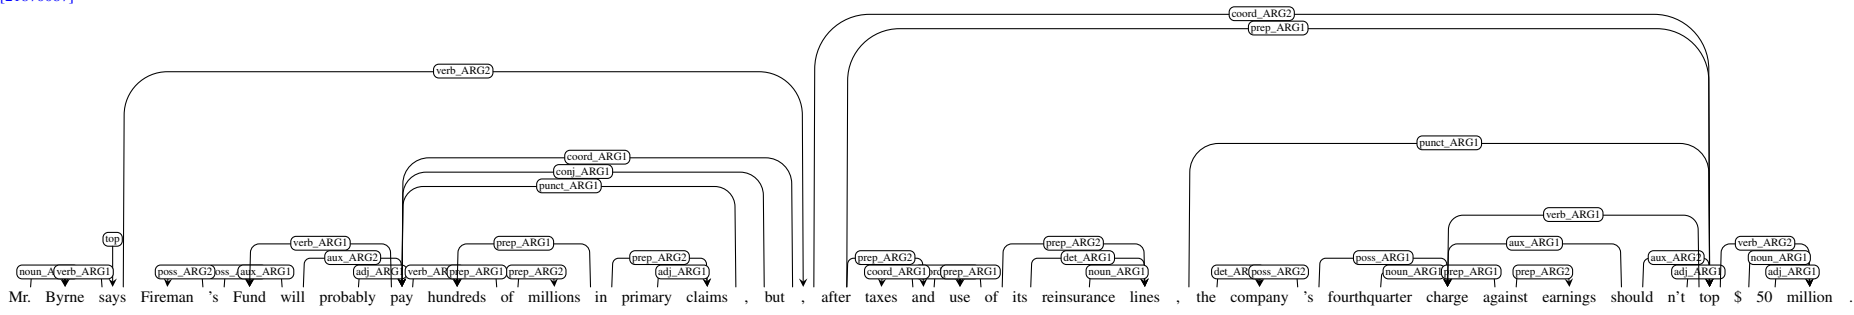 coord_ARG2
prep_ARG1
verb_ARG2
punct_ARG1
coord_ARG1
conj_ARG1
punct_ARG1
verb_ARG1
top
verb_ARG1 prep_ARG1 prep_ARG2 aux_ARG1 verb_ARG2
aux_ARG2 prep_ARG2 prep_ARG2 det_ARG1 poss_ARG1 aux_ARG2 noun_ARG1
verb_ARG1 poss_ARG2 aux_ARG1 prep_ARG1 prep_ARG2 adj_ARG1 coord_ARG1 prep_ARG1 noun_ARG1 poss_ARG2 noun_ARG1 prep_ARG1 prep_ARG2 adj_ARG1 adj_ARG1
Mr. Byrne says Fireman 's Fund will probably pay hundreds of millions in primary claims , but , after taxes and use of its reinsurance lines , the company 's fourthquarter charge against earnings should n't top $ 50 million .